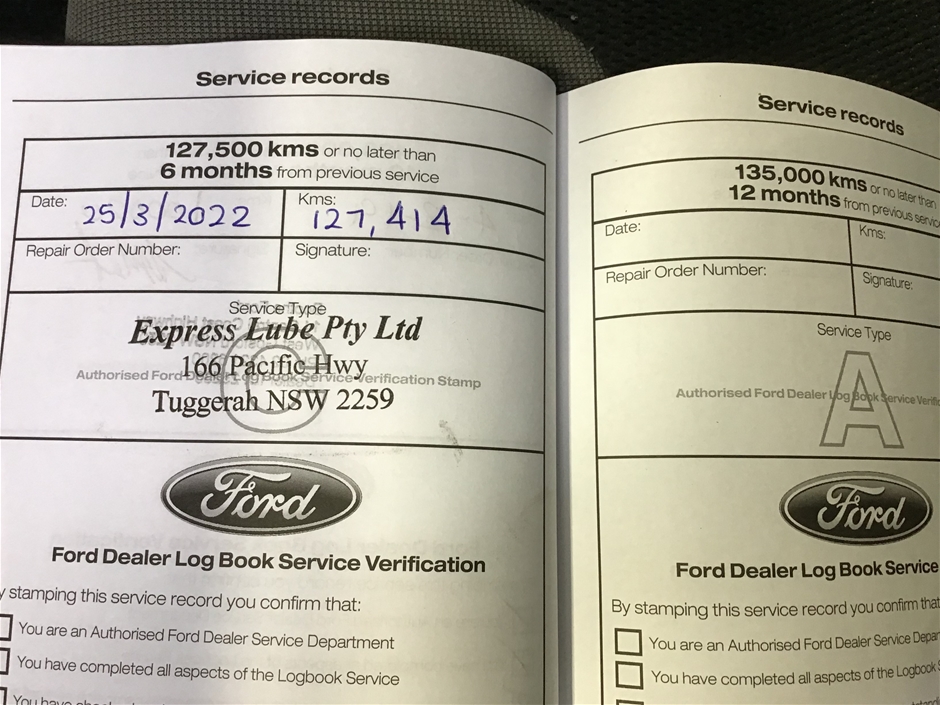 Service records
127,500 kms or no later than
6 months from previous service
Date: 25/3/2022
Kms: 127,414
Repair Order Number:
Signature:
Service Type
Express Lube Pty Ltd
166 Pacific Hwy
Authorised Ford Dealer Log Book Service Verification Stamp
Tuggerah NSW 2259
C
Ford
Ford Dealer Log Book Service Verification
stamping this service record you confirm that:
You are an Authorised Ford Dealer Service Department
You have completed all aspects of the Logbook Service
You have
Service records
135,000 kms or no later than
12 months from previous
Date:
Kms:
Repair Order Number:
Signature:
Service Type
Authorised Ford Dealer Log Book Service
A
Ford
Ford Dealer Log Book Service
By stamping this service record you confirm that
You are an Authorised Ford Dealer Service
You have completed all aspects of the Logbook